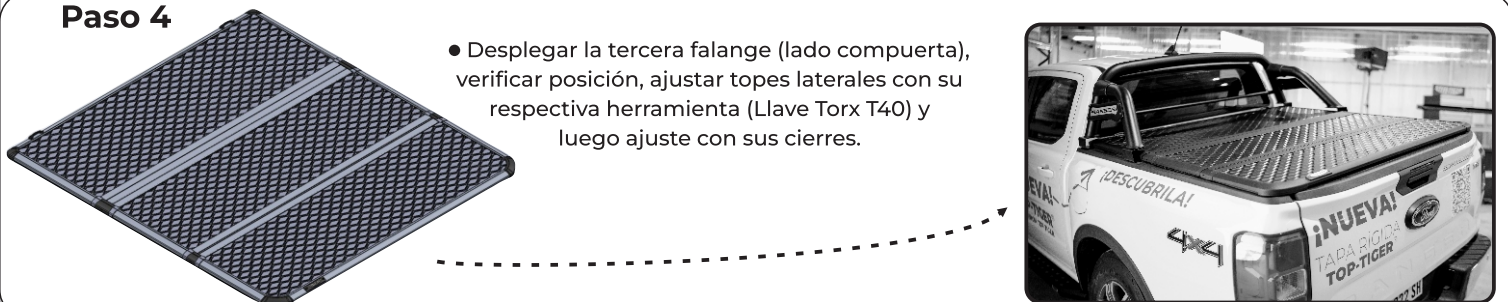 Paso 4
● Desplegar la tercera falange (lado compuerta),
verificar posición, ajustar topes laterales con su
respectiva herramienta (Llave Torx T40) y
luego ajuste con sus cierres.
¡DESCUBRILA!
4x4
¡NUEVA!
TAPA RIGIDA
TOP-TIGER